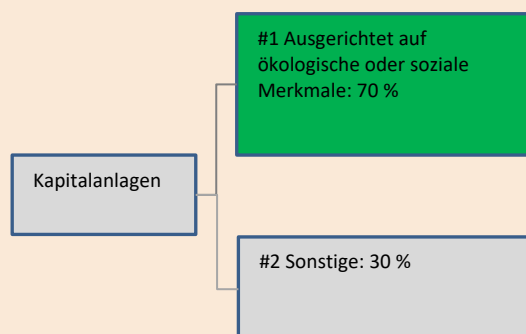 #1 Ausgerichtet auf
ökologische oder soziale
Merkmale: 70 %
Kapitalanlagen
#2 Sonstige: 30 %